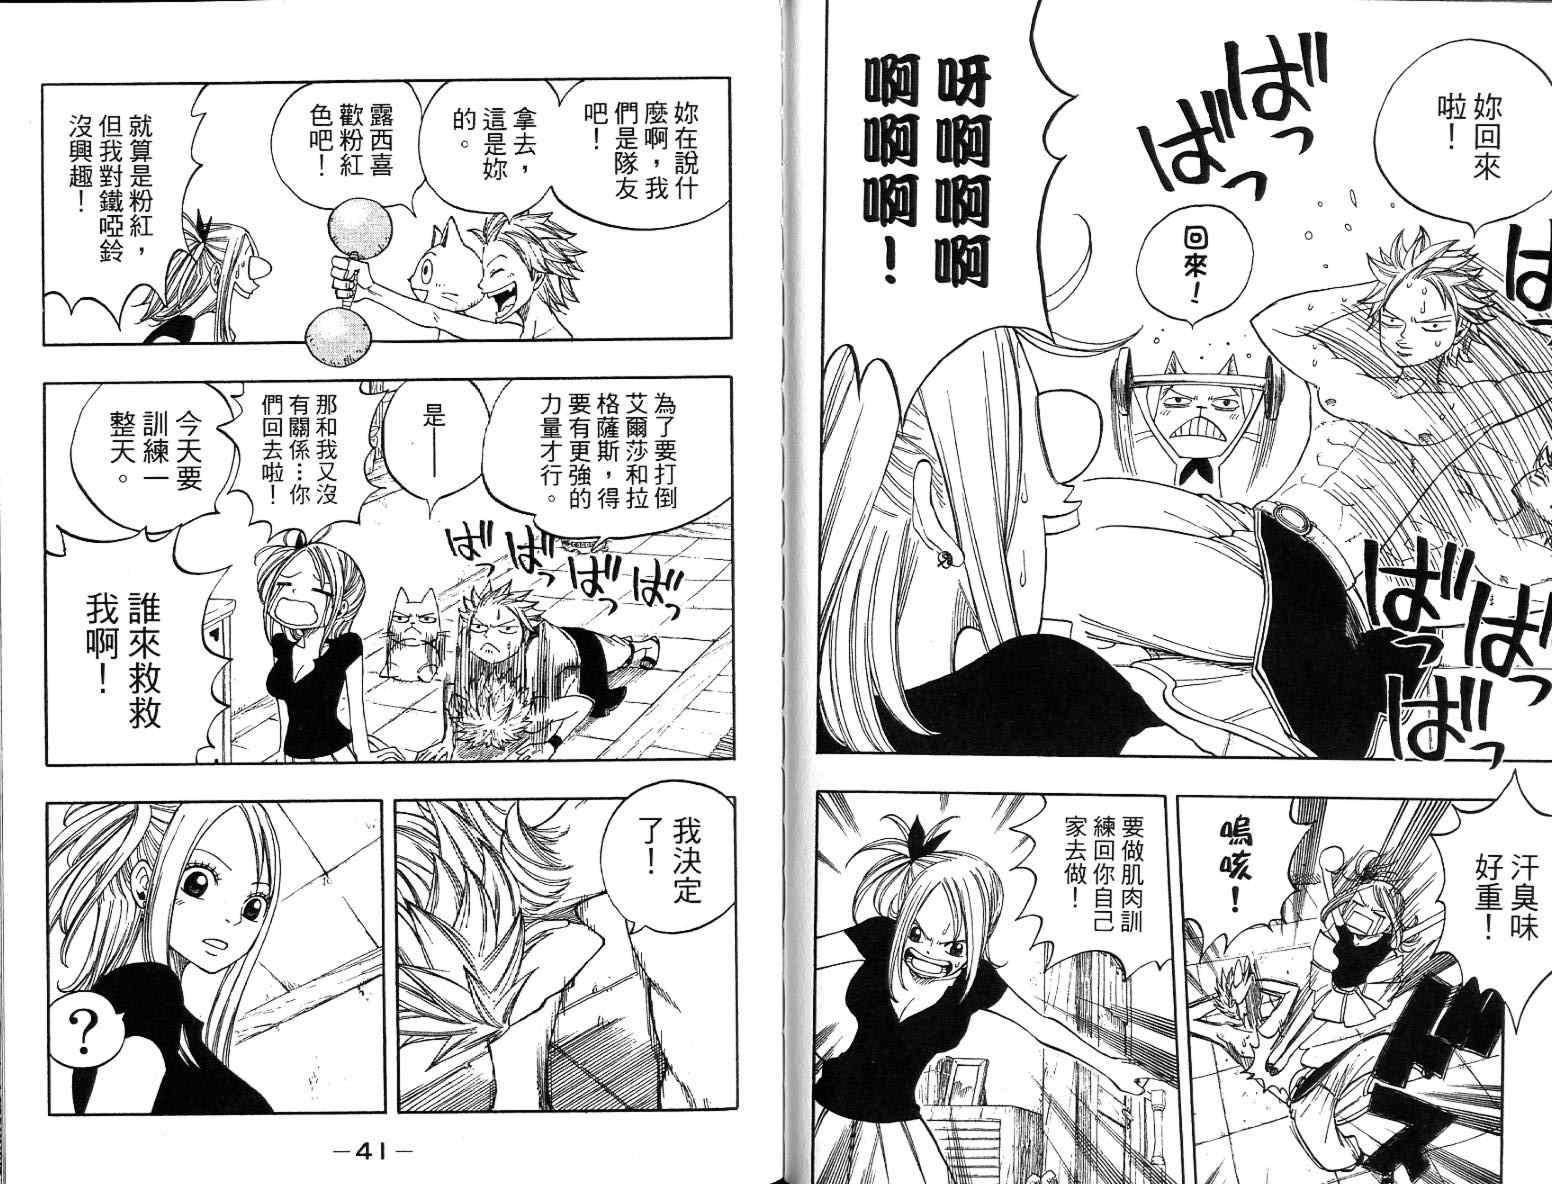 妳回來
啦！
ばっ
ばっ
ば
回來！
呀啊啊啊
啊啊啊！
ばっ
ばっ
ばっ
汗臭味
好重！
嗚咳！
要做肌肉訓
練回你自己
家去做！
妳在說什
麼啊，我
們是隊友
吧！
拿去，
這是妳
的。
露西喜
歡粉紅
色吧！
就算是粉紅，
但我對鐵啞鈴
沒興趣！
為了要打倒
艾爾莎和拉
格薩斯，得
要有更強的
力量才行。
是—
那和我又沒
有關係…你
們回去啦！
今天要
訓練一
整天。
ばっ
ばっ
ばっ
ばっ
誰來救救
我啊！
我決定
了！
？
—41—